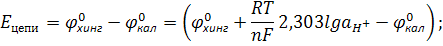 Eцепи = φ⁰хинг − φ⁰кал = (φ⁰хинг + RT/nF 2,303lgaH⁺ − φ⁰кал);